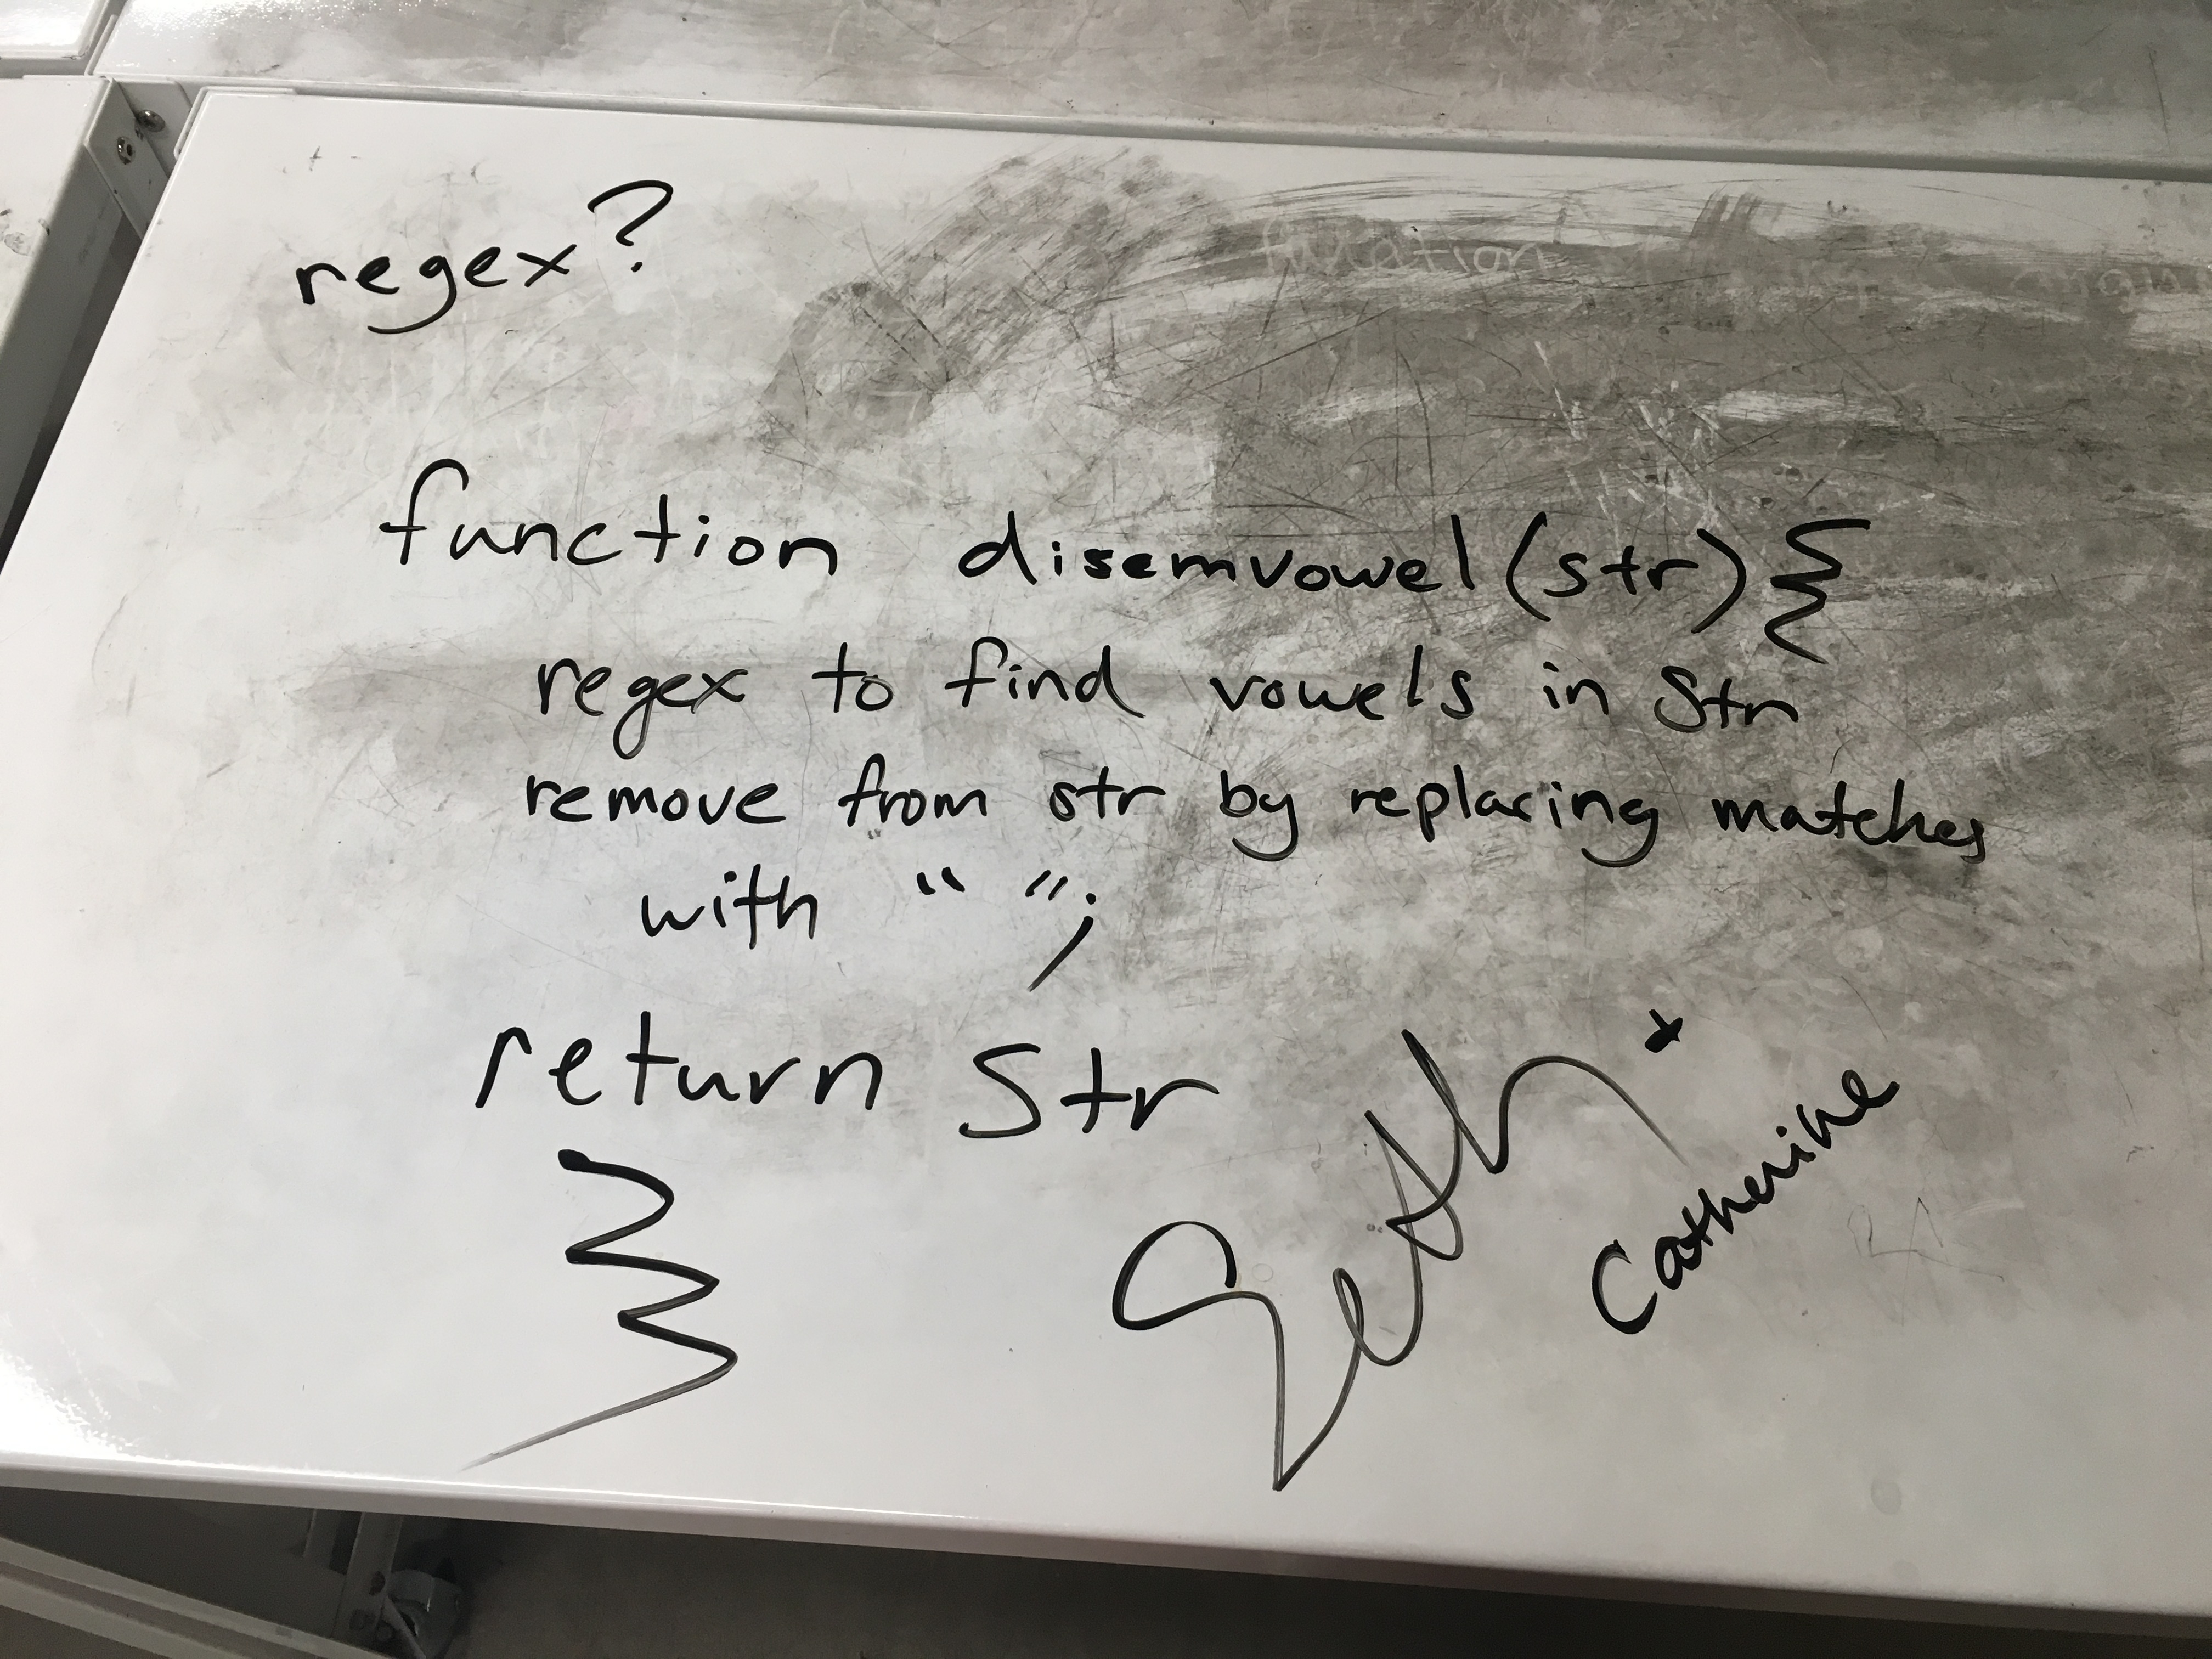 regex?
function
function disemvowel(str){
regex to find vowels in str
remove from str by replacing matches
with “ ”;
return str
}
Seth +
Catherine